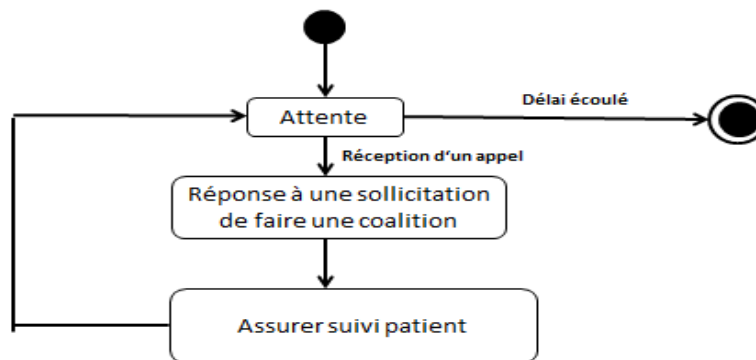 Délai écoulé
Attente
Réception d'un appel
Réponse à une sollicitation
de faire une coalition
Assurer suivi patient